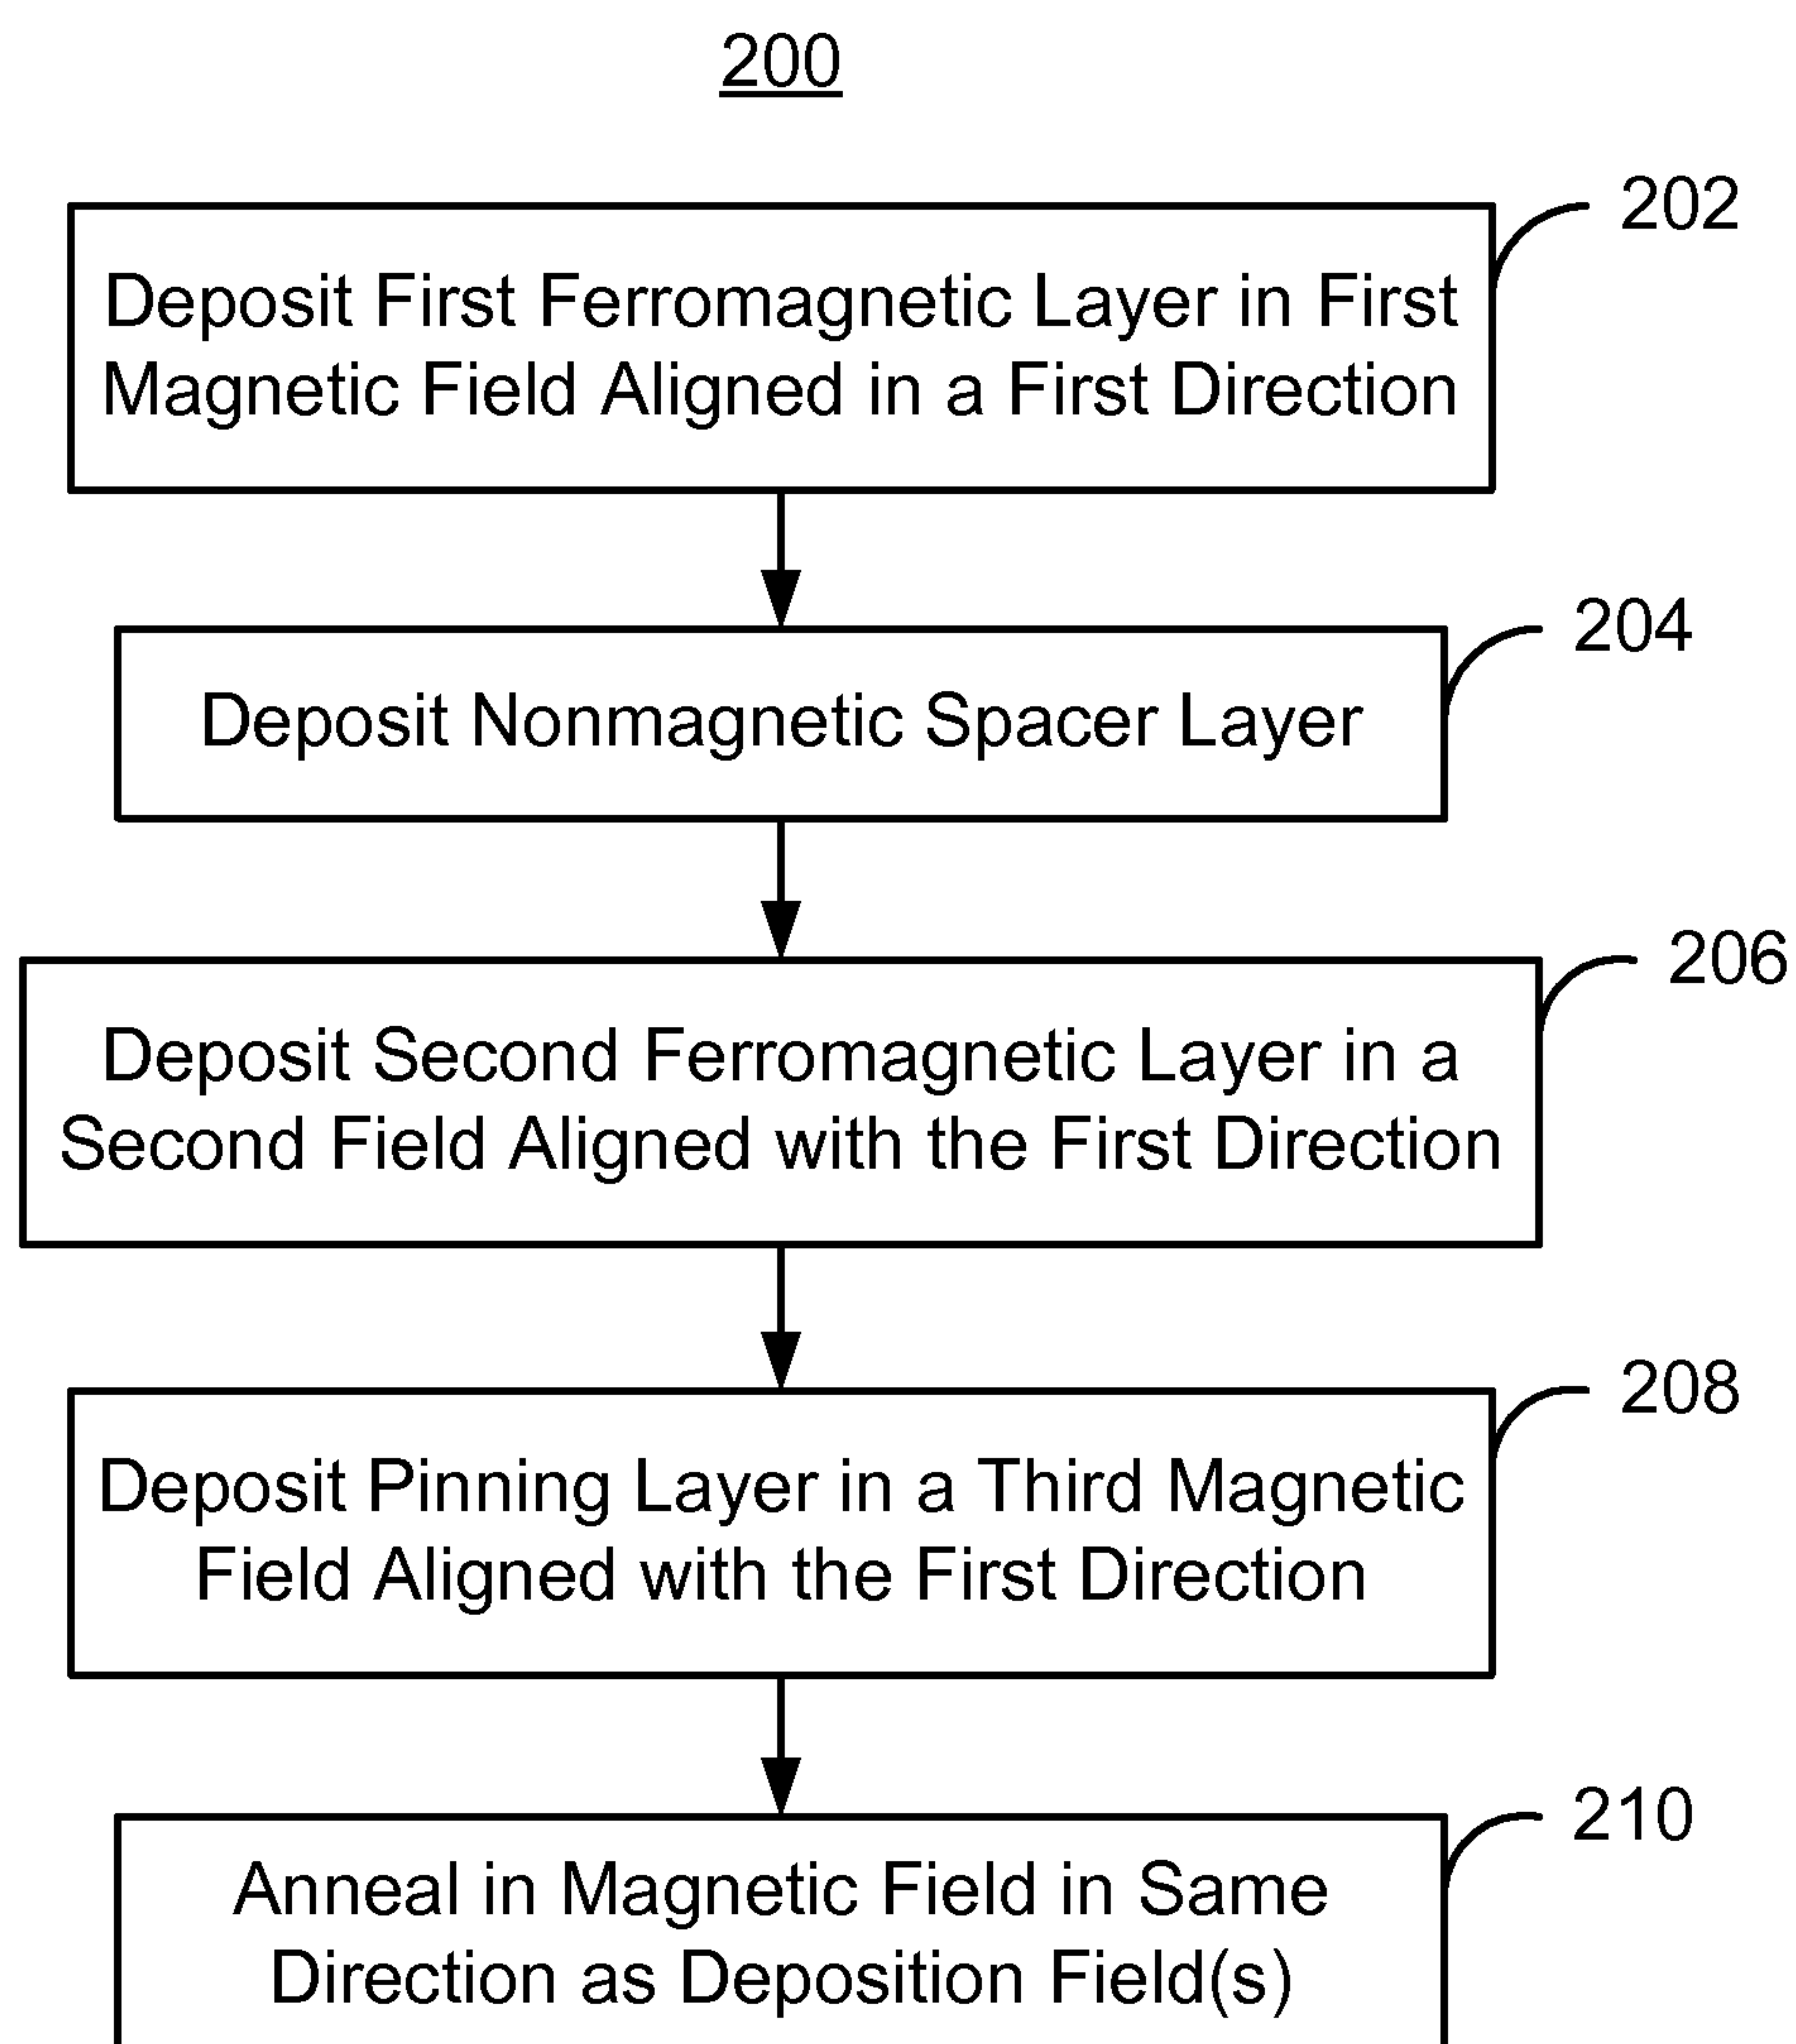 200
202
Deposit First Ferromagnetic Layer in First
Magnetic Field Aligned in a First Direction
204
Deposit Nonmagnetic Spacer Layer
206
Deposit Second Ferromagnetic Layer in a
Second Field Aligned with the First Direction
208
Deposit Pinning Layer in a Third Magnetic
Field Aligned with the First Direction
210
Anneal in Magnetic Field in Same
Direction as Deposition Field(s)